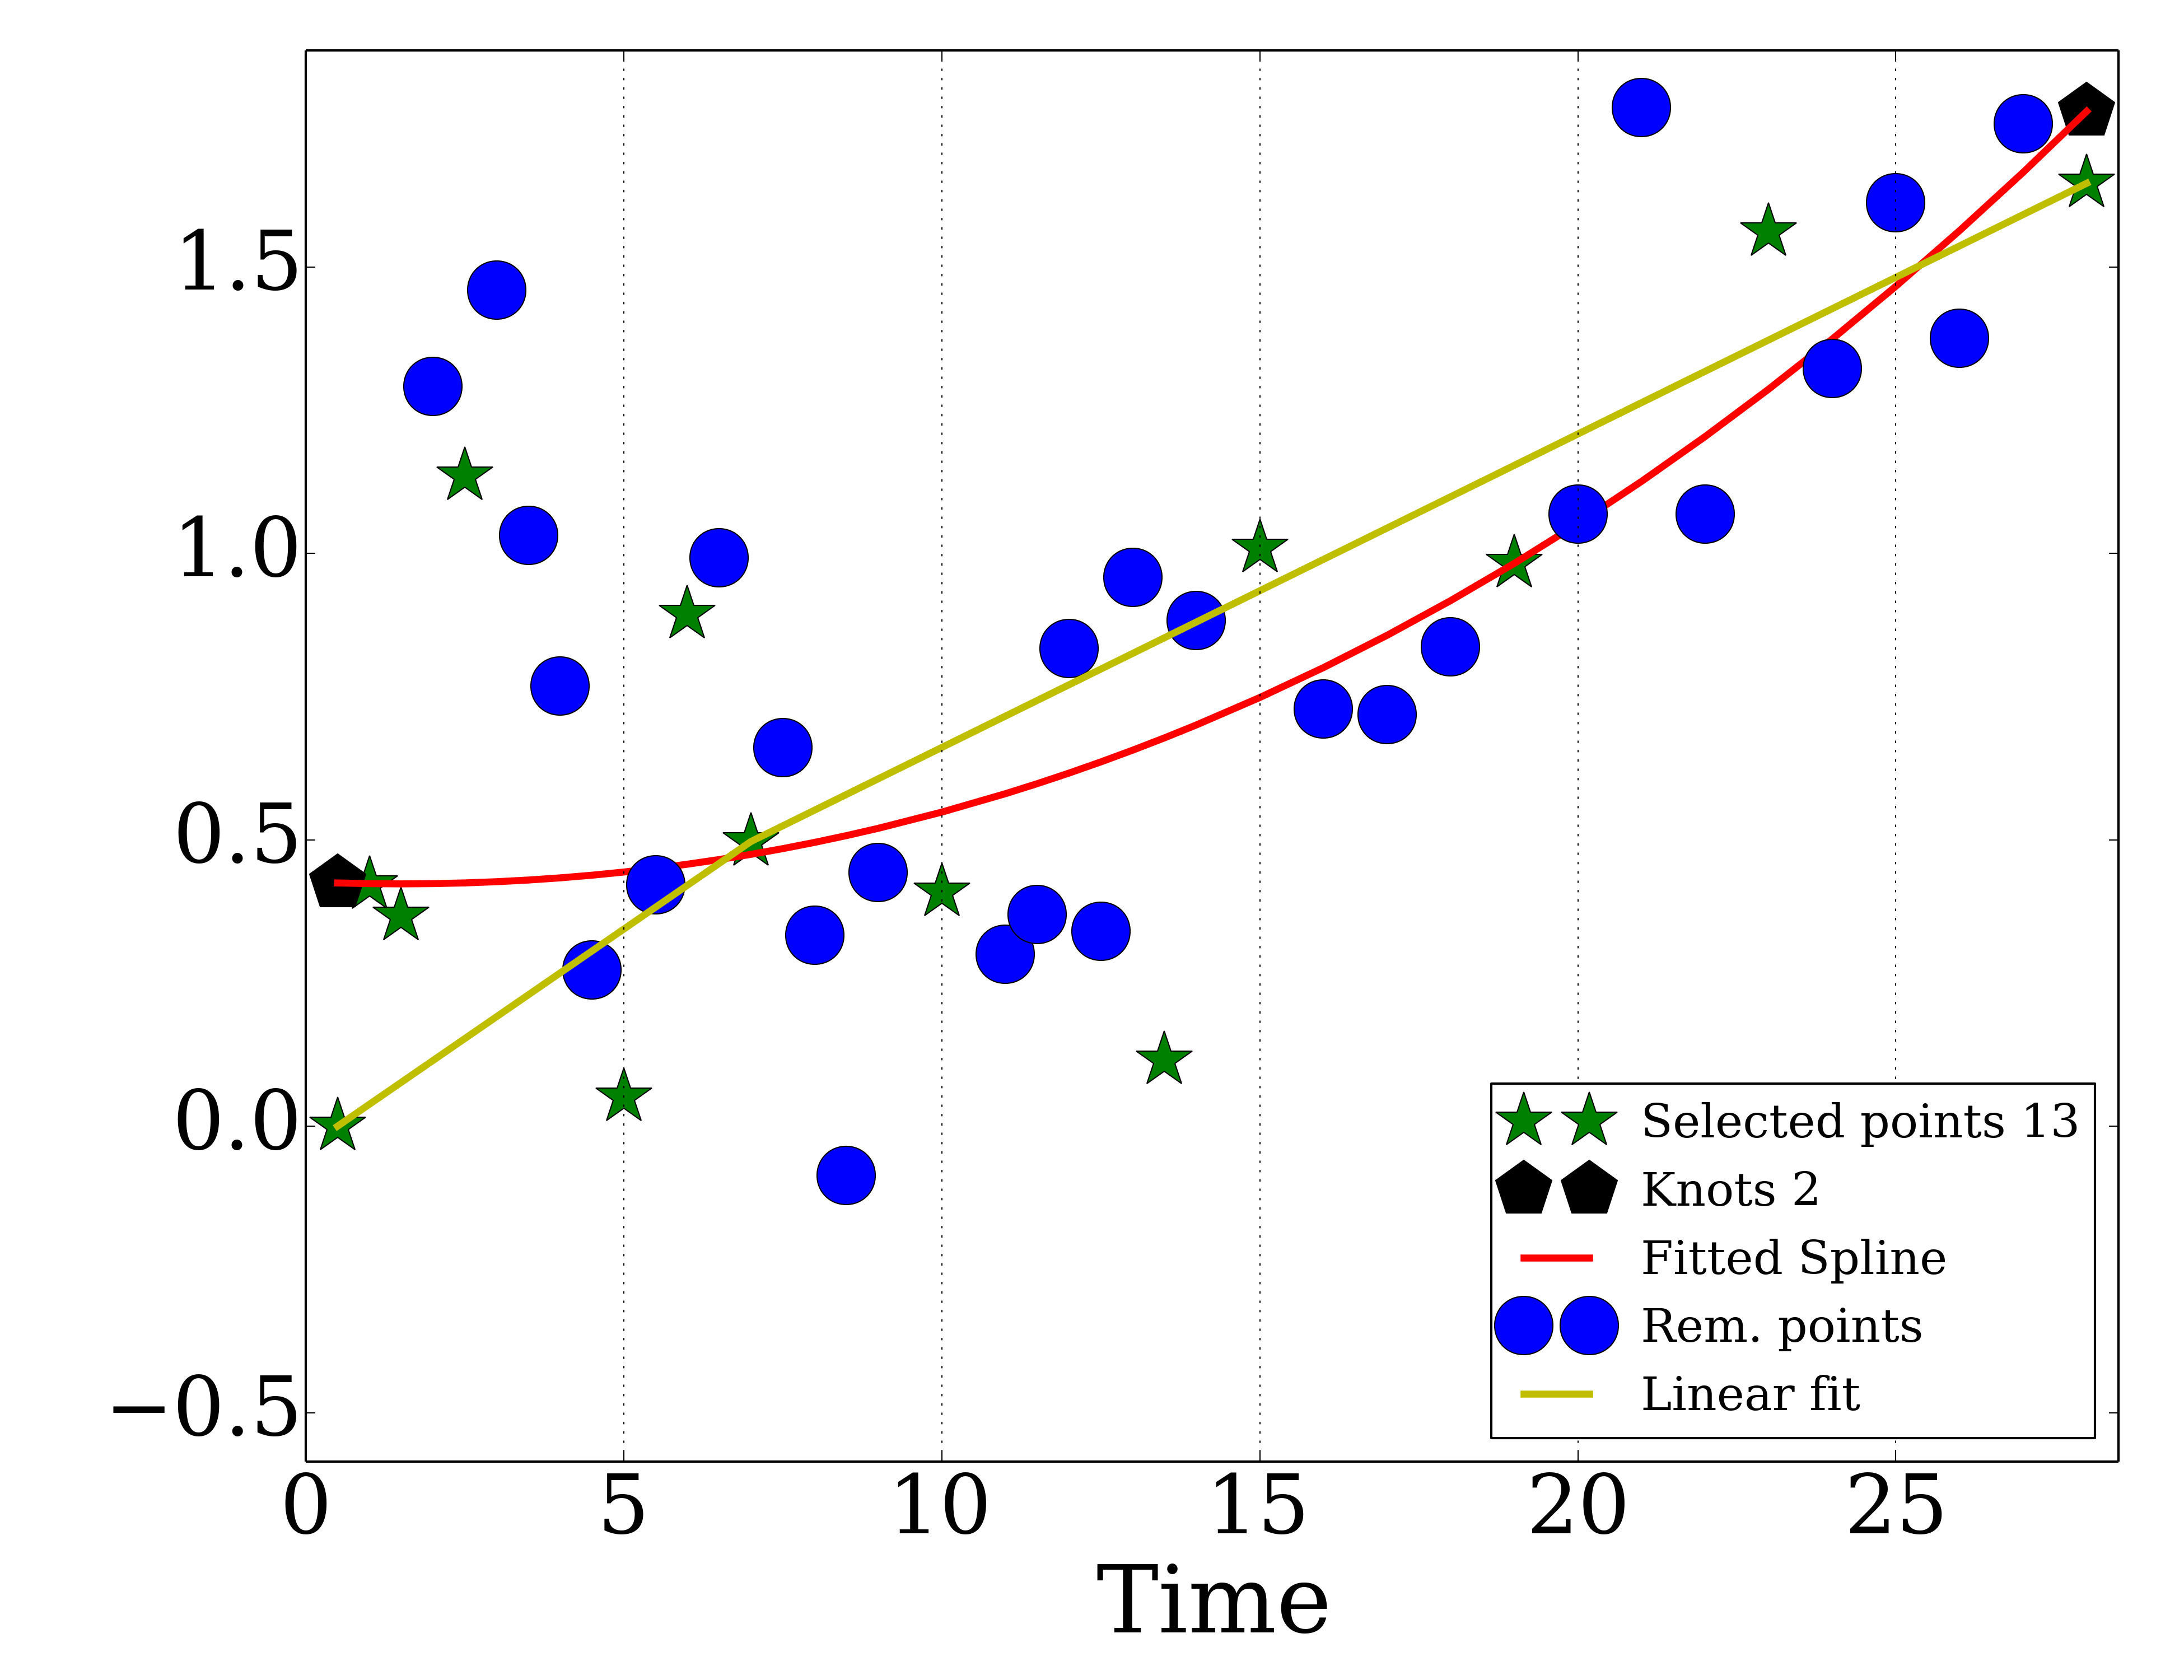 1.5
1.0
0.5
0.0
−0.5
0 5 10 15 20 25
Time
Selected points 13
Knots 2
Fitted Spline
Rem. points
Linear fit